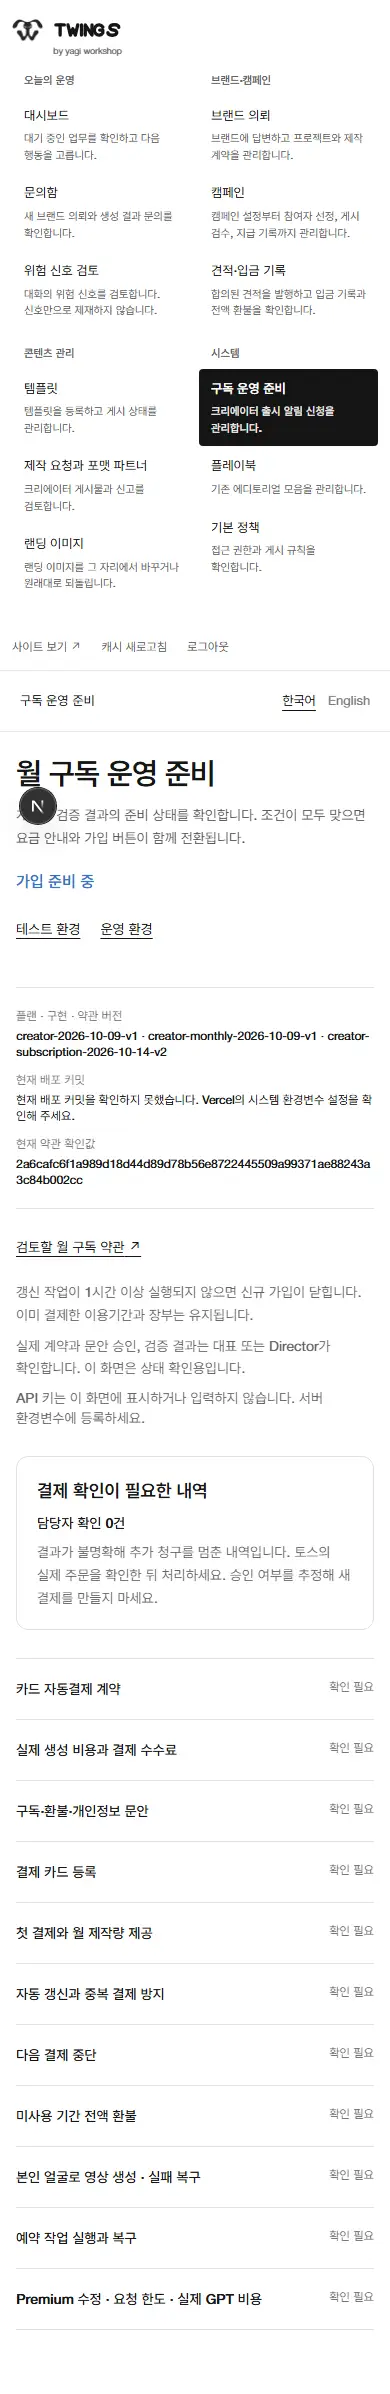 TWINGS
by yagi workshop
오늘의 운영
대시보드
대기 중인 업무를 확인하고 다음
행동을 고릅니다.
문의함
새 브랜드 의뢰와 생성 결과 문의를
확인합니다.
위험 신호 검토
대화의 위험 신호를 검토합니다.
신호만으로 제재하지 않습니다.
브랜드·캠페인
브랜드 의뢰
브랜드에 답변하고 프로젝트와 제작
계약을 관리합니다.
캠페인
캠페인 설정부터 참여자 선정, 게시
검수, 지급 기록까지 관리합니다.
견적·입금 기록
합의된 견적을 발행하고 입금 기록과
전액 환불을 확인합니다.
콘텐츠 관리
템플릿
템플릿을 등록하고 게시 상태를
관리합니다.
제작 요청과 포맷 파트너
크리에이터 게시물과 신고를
검토합니다.
랜딩 이미지
랜딩 이미지를 그 자리에서 바꾸거나
원래대로 되돌립니다.
시스템
구독 운영 준비
크리에이터 출시 알림 신청을
관리합니다.
플레이북
기존 에디토리얼 모음을 관리합니다.
기본 정책
접근 권한과 게시 규칙을
확인합니다.
사이트 보기 ↗ 캐시 새로고침 로그아웃
구독 운영 준비 한국어 English
월 구독 운영 준비
N
검증 결과의 준비 상태를 확인합니다. 조건이 모두 맞으면
요금 안내와 가입 버튼이 함께 전환됩니다.
가입 준비 중
테스트 환경 운영 환경
플랜 · 구현 · 약관 버전
creator-2026-10-09-v1 · creator-monthly-2026-10-09-v1 · creator-
subscription-2026-10-14-v2
현재 배포 커밋
현재 배포 커밋을 확인하지 못했습니다. Vercel의 시스템 환경변수 설정을 확
인해 주세요.
현재 약관 확인값
2a6cafc6f1a989d18d44d89d78b56e8722445509a99371ae88243a
3c84b002cc
검토할 월 구독 약관 ↗
갱신 작업이 1시간 이상 실행되지 않으면 신규 가입이 닫힙니다.
이미 결제한 이용기간과 장부는 유지됩니다.
실제 계약과 문안 승인, 검증 결과는 대표 또는 Director가
확인합니다. 이 화면은 상태 확인용입니다.
API 키는 이 화면에 표시하거나 입력하지 않습니다. 서버
환경변수에 등록하세요.
결제 확인이 필요한 내역
담당자 확인 0건
결과가 불명확해 추가 청구를 멈춘 내역입니다. 토스의
실제 주문을 확인한 뒤 처리하세요. 승인 여부를 추정해 새
결제를 만들지 마세요.
카드 자동결제 계약 확인 필요
실제 생성 비용과 결제 수수료 확인 필요
구독·환불·개인정보 문안 확인 필요
결제 카드 등록 확인 필요
첫 결제와 월 제작량 제공 확인 필요
자동 갱신과 중복 결제 방지 확인 필요
다음 결제 중단 확인 필요
미사용 기간 전액 환불 확인 필요
본인 얼굴로 영상 생성 · 실패 복구 확인 필요
예약 작업 실행과 복구 확인 필요
Premium 수정 · 요청 한도 · 실제 GPT 비용 확인 필요